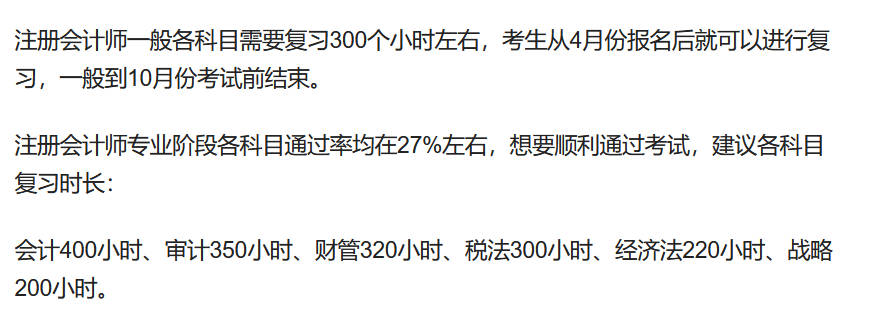 注册会计师一般各科目需要复习300个小时左右，考生从4月份报名后就可以进行复
习，一般到10月份考试前结束。
注册会计师专业阶段各科目通过率均在27%左右，想要顺利通过考试，建议各科目
复习时长：
会计400小时、审计350小时、财管320小时、税法300小时、经济法220小时、战略
200小时。